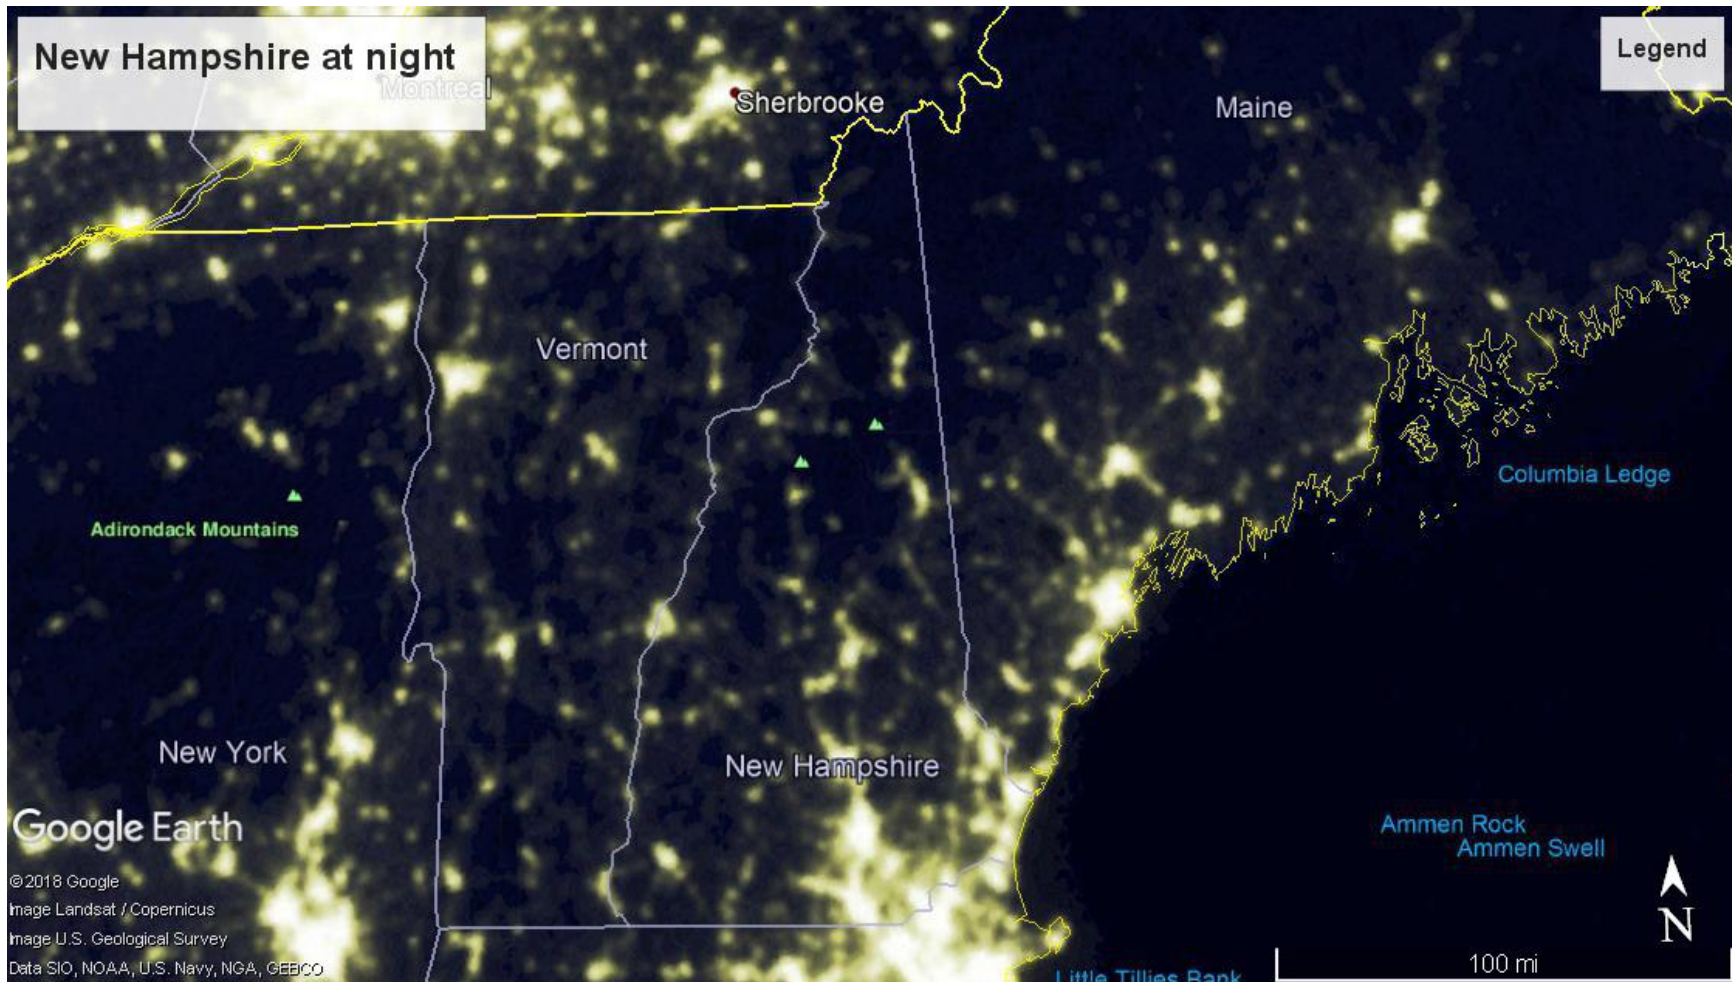 New Hampshire at night
Legend
Montreal
Sherbrooke
Maine
Vermont
Columbia Ledge
Adirondack Mountains
New York
New Hampshire
Google Earth
Ammen Rock
Ammen Swell
©2018 Google
Image Landsat / Copernicus
Image U.S. Geological Survey
Data SIO, NOAA, U.S. Navy, NGA, GEBCO
N
100 mi
Little Tillies Bank